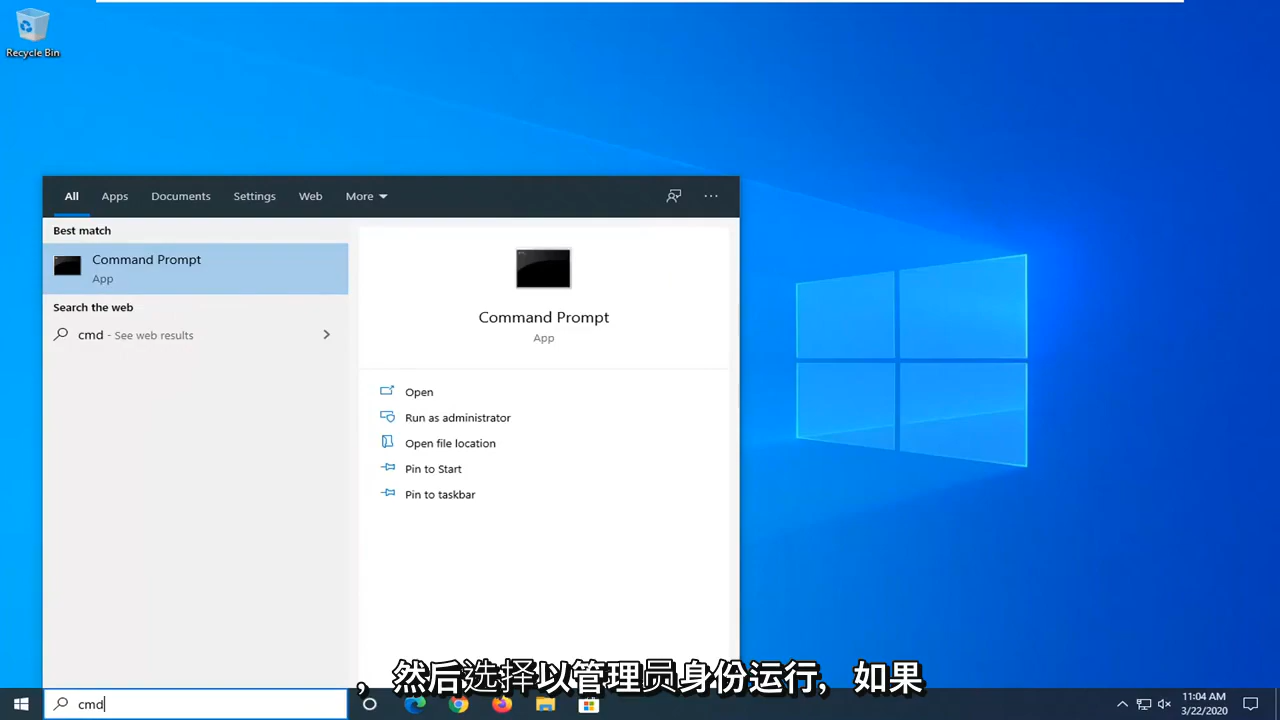 Recycle Bin
All Apps Documents Settings Web More
Best match
Command Prompt
App
Search the web
cmd - See web results
Command Prompt
App
Open
Run as administrator
Open file location
Pin to Start
Pin to taskbar
，然后选择以管理员身份运行，如果
cmd
11:04 AM
3/22/2020